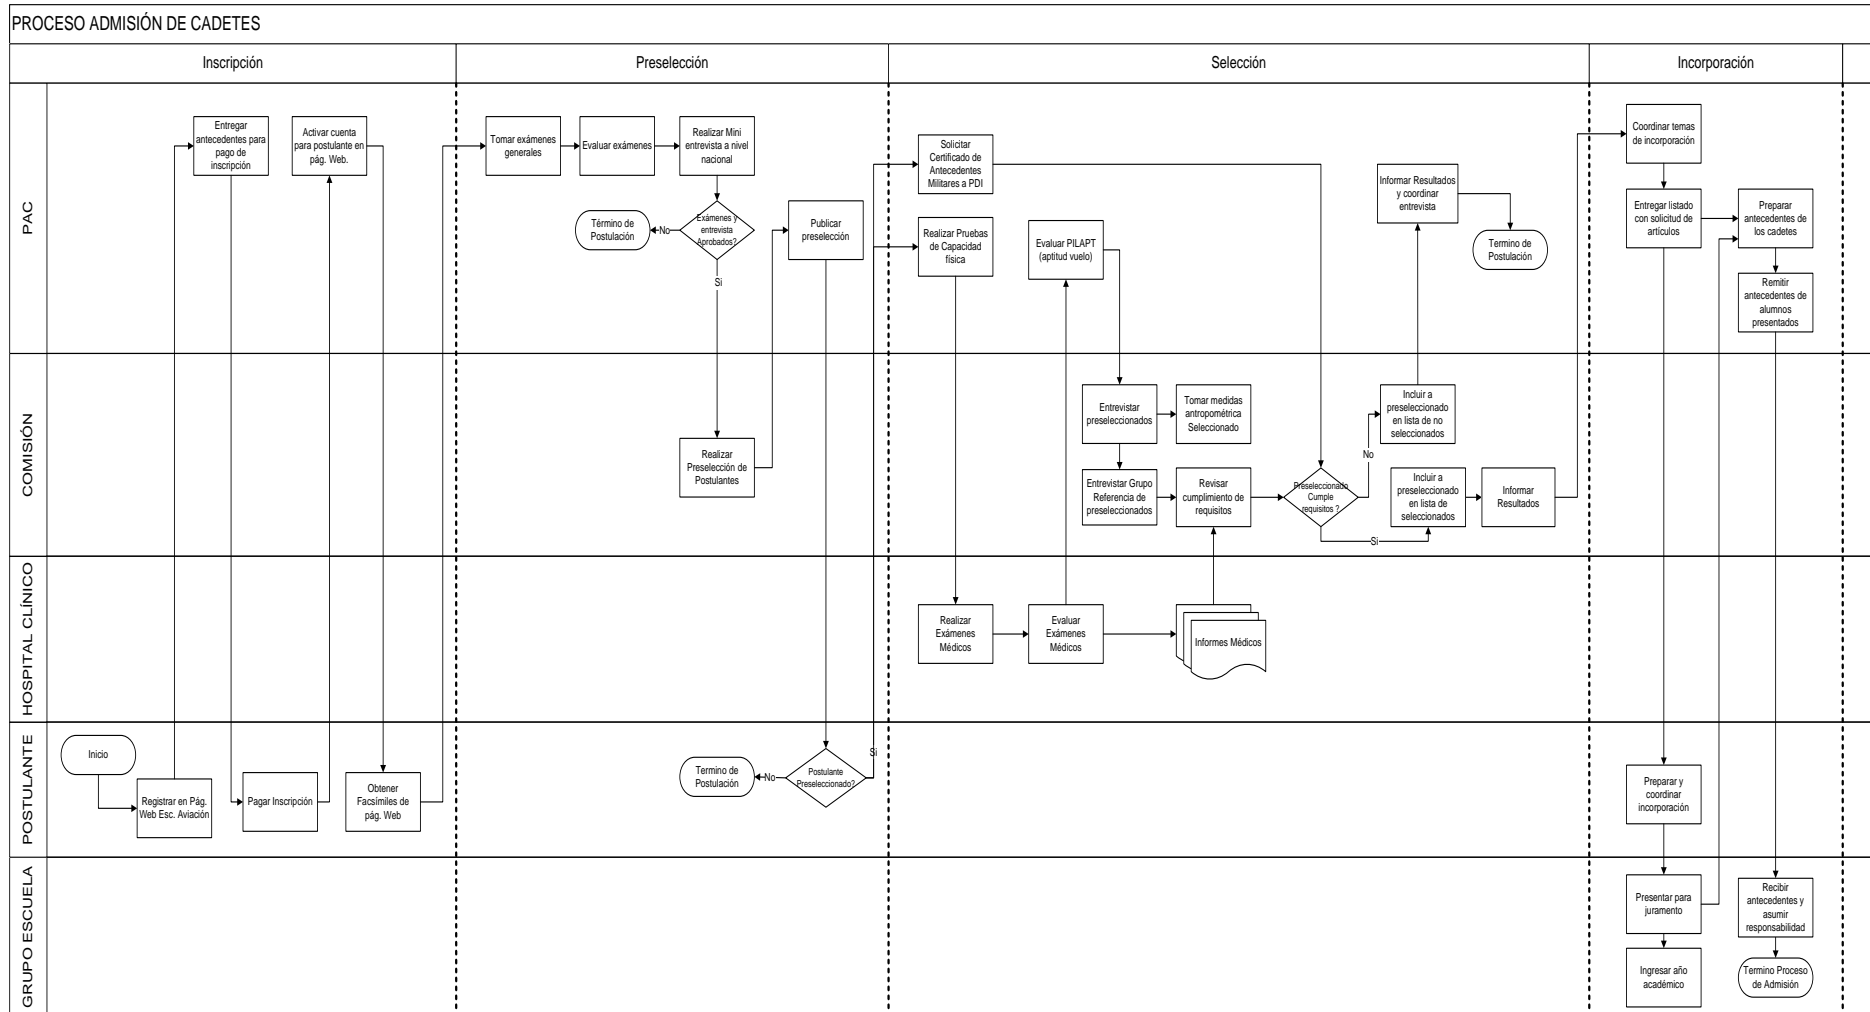 PROCESO ADMISIÓN DE CADETES
Inscripción
Preselección
Selección
Incorporación
PAC
Entregar
antecedentes para
pago de
inscripción
Activar cuenta
para postulante en
pág. Web.
Tomar exámenes
generales
Evaluar exámenes
Realizar Mini
entrevista a nivel
nacional
Término de
Postulación
No
Exámenes y
entrevista
Aprobados?
Si
Publicar
preselección
Solicitar
Certificado de
Antecedentes
Militares a PDI
Realizar Pruebas
de Capacidad
física
Evaluar PILAPT
(aptitud vuelo)
Informar Resultados
y coordinar
entrevista
Termino de
Postulación
Coordinar temas
de incorporación
Entregar listado
con solicitud de
artículos
Preparar
antecedentes de
los cadetes
Remitir
antecedentes de
alumnos
presentados
COMISIÓN
Realizar
Preselección de
Postulantes
Entrevistar
preseleccionados
Tomar medidas
antropométrica
Seleccionado
Entrevistar Grupo
Referencia de
preseleccionados
Revisar
cumplimiento de
requisitos
Preseleccionado
Cumple
requisitos ?
No
Si
Incluir a
preseleccionado
en lista de no
seleccionados
Incluir a
preseleccionado
en lista de
seleccionados
Informar
Resultados
HOSPITAL CLÍNICO
Realizar
Exámenes
Médicos
Evaluar
Exámenes
Médicos
Informes Médicos
POSTULANTE
Inicio
Registrar en Pág.
Web Esc. Aviación
Pagar Inscripción
Obtener
Facsímiles de
pág. Web
Termino de
Postulación
No
Postulante
Preseleccionado?
Si
Preparar y
coordinar
incorporación
GRUPO ESCUELA
Presentar para
juramento
Ingresar año
académico
Recibir
antecedentes y
asumir
responsabilidad
Termino Proceso
de Admisión